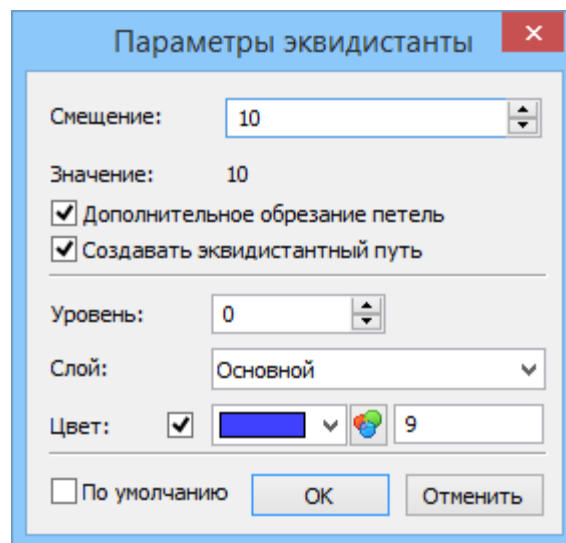 Параметры эквидистанты
Смещение: 10
Значение: 10
Дополнительное обрезание петель
Создавать эквидистантный путь
Уровень: 0
Слой: Основной
Цвет: 9
По умолчанию OK Отменить